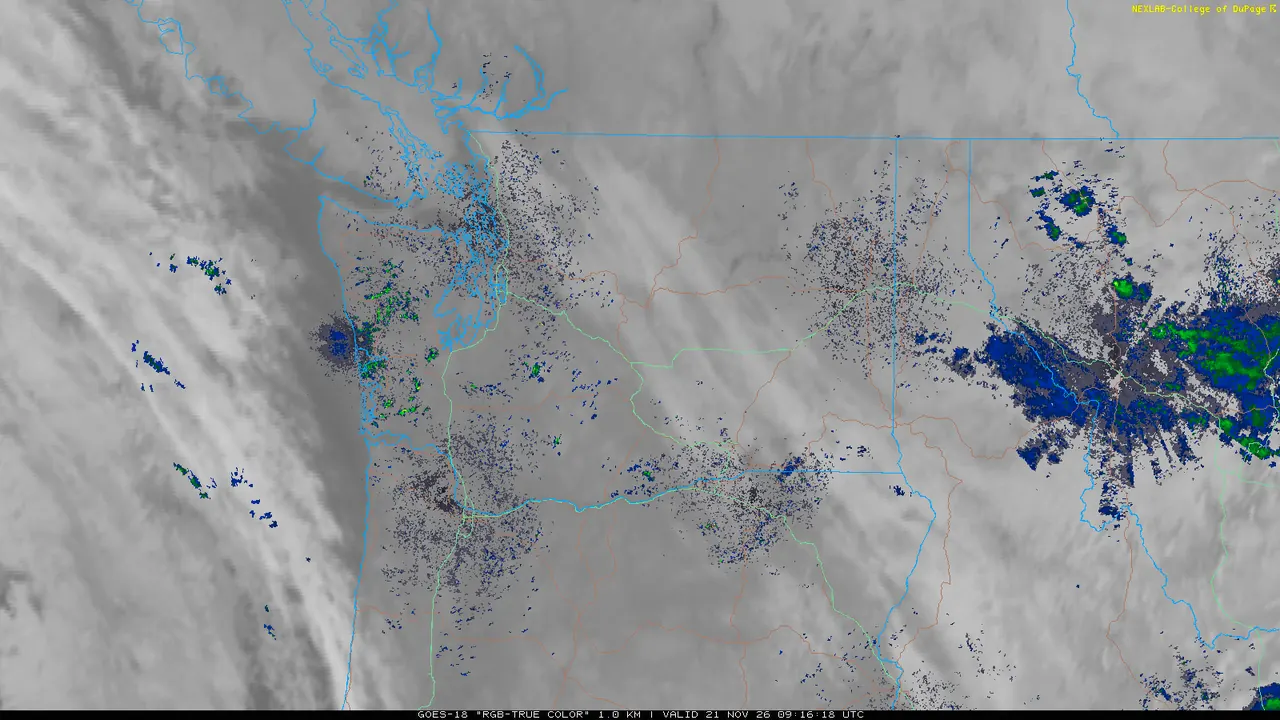 NEXLAB-College of DuPage
GOES-18 "RGB-TRUE COLOR" 1.0 KM | VALID 21 NOV 26 09:16:18 UTC